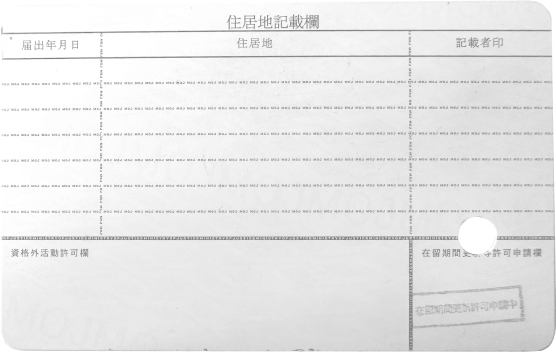 住居地記載欄
届出年月日 住居地 記載者印
資格外活動許可欄 在留期間更 等許可申請欄
在留期間更新許可申請中